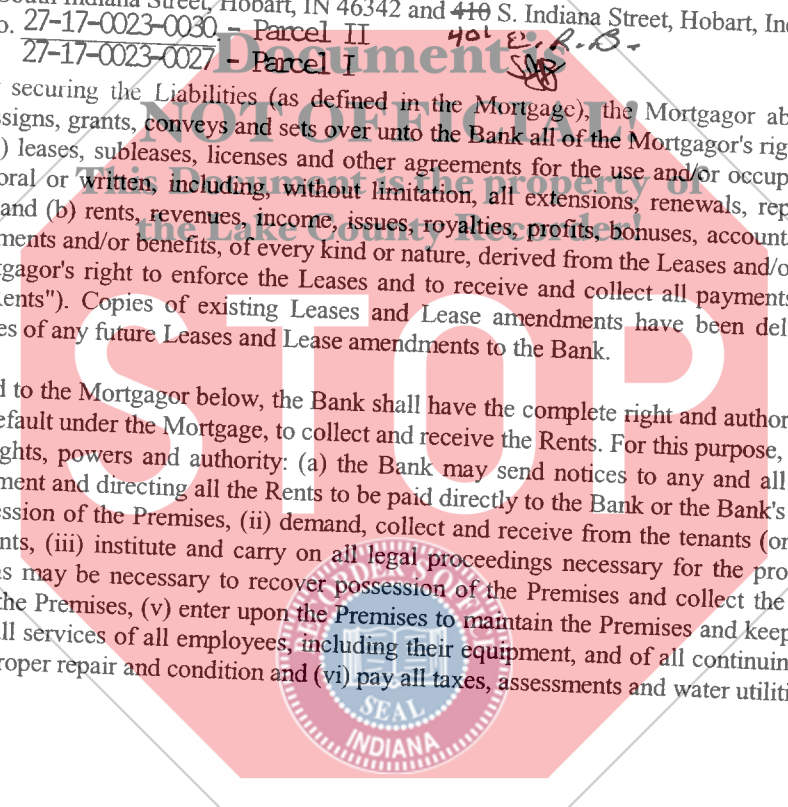 South Indiana Street, Hobart, IN 46342 and 410 S. Indiana Street, Hobart, Ind
o. 27-17-0023-0030 - Parcel II 401 E.R.B.
27-17-0023-0027 - Parcel I
Document is
securing the Liabilities (as defined in the Mortgage), the Mortgagor ab
NOT OFFICIAL!
signs, grants, conveys and sets over unto the Bank all of the Mortgagor's rig
) leases, subleases, licenses and other agreements for the use and/or occup
This Document is the property of
oral or written, including, without limitation, all extensions, renewals, rep
and (b) rents, revenues, income, issues, royalties, profits, bonuses, account
the Lake County Recorder!
ments and/or benefits, of every kind or nature, derived from the Leases and/o
tgagor's right to enforce the Leases and to receive and collect all payments
ents"). Copies of existing Leases and Lease amendments have been del
es of any future Leases and Lease amendments to the Bank.
STOP
d to the Mortgagor below, the Bank shall have the complete right and author
efault under the Mortgage, to collect and receive the Rents. For this purpose,
ghts, powers and authority: (a) the Bank may send notices to any and all
ment and directing all the Rents to be paid directly to the Bank or the Bank's
ession of the Premises, (ii) demand, collect and receive from the tenants (or
nts, (iii) institute and carry on all legal proceedings necessary for the pro
s may be necessary to recover possession of the Premises and collect the
the Premises, (v) enter upon the Premises to maintain the Premises and keep
ll services of all employees, including their equipment, and of all continuin
roper repair and condition and (vi) pay all taxes, assessments and water utiliti
SEAL
INDIANA